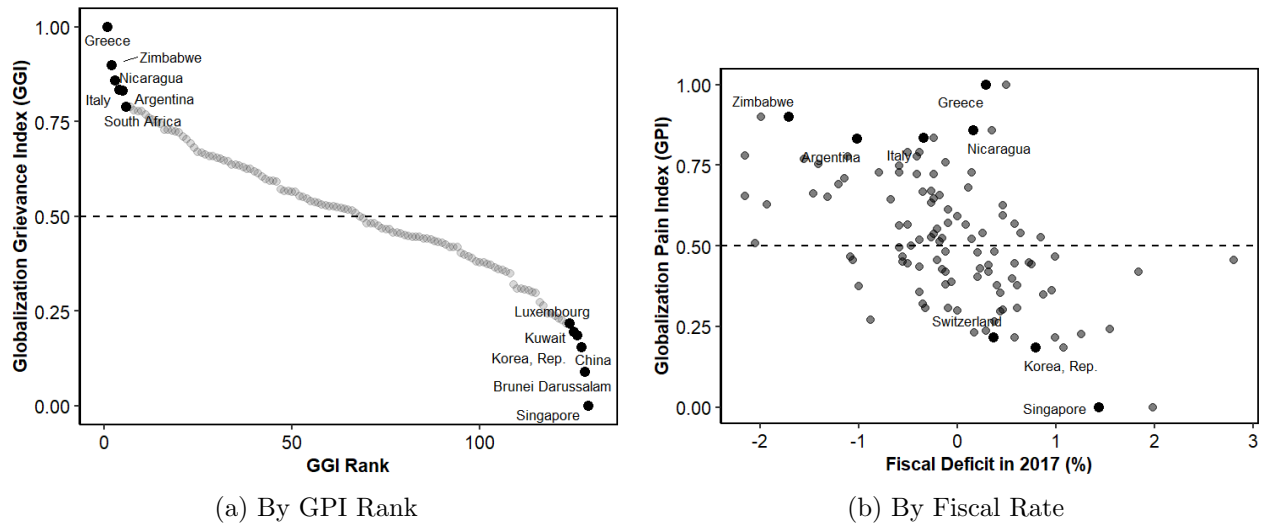 Globalization Grievance Index (GGI)
1.00
0.75
0.50
0.25
0.00
Greece
Zimbabwe
Nicaragua
Italy
Argentina
South Africa
Luxembourg
Kuwait
Korea, Rep.
China
Brunei Darussalam
Singapore
0
50
100
GGI Rank
(a) By GPI Rank
Globalization Pain Index (GPI)
1.00
0.75
0.50
0.25
0.00
Zimbabwe
Greece
Argentina
Italy
Nicaragua
Switzerland
Korea, Rep.
Singapore
-2
-1
0
1
2
3
Fiscal Deficit in 2017 (%)
(b) By Fiscal Rate